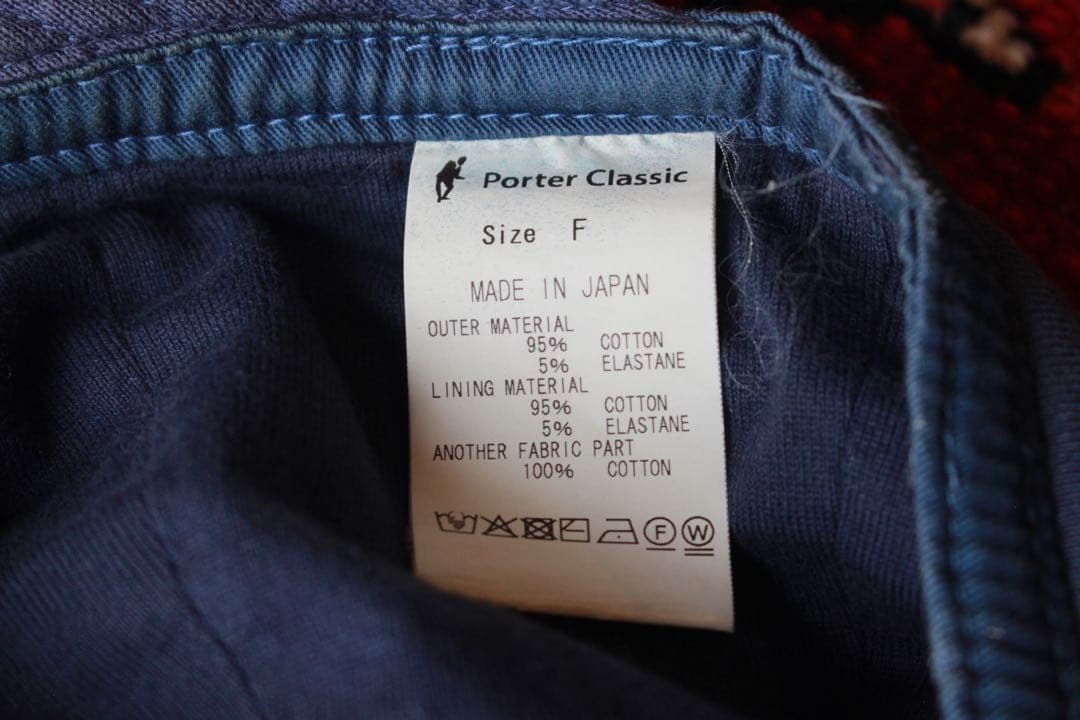 Porter Classic
Size F
MADE IN JAPAN
OUTER MATERIAL
95% COTTON
5% ELASTANE
LINING MATERIAL
95% COTTON
5% ELASTANE
ANOTHER FABRIC PART
100% COTTON
F W